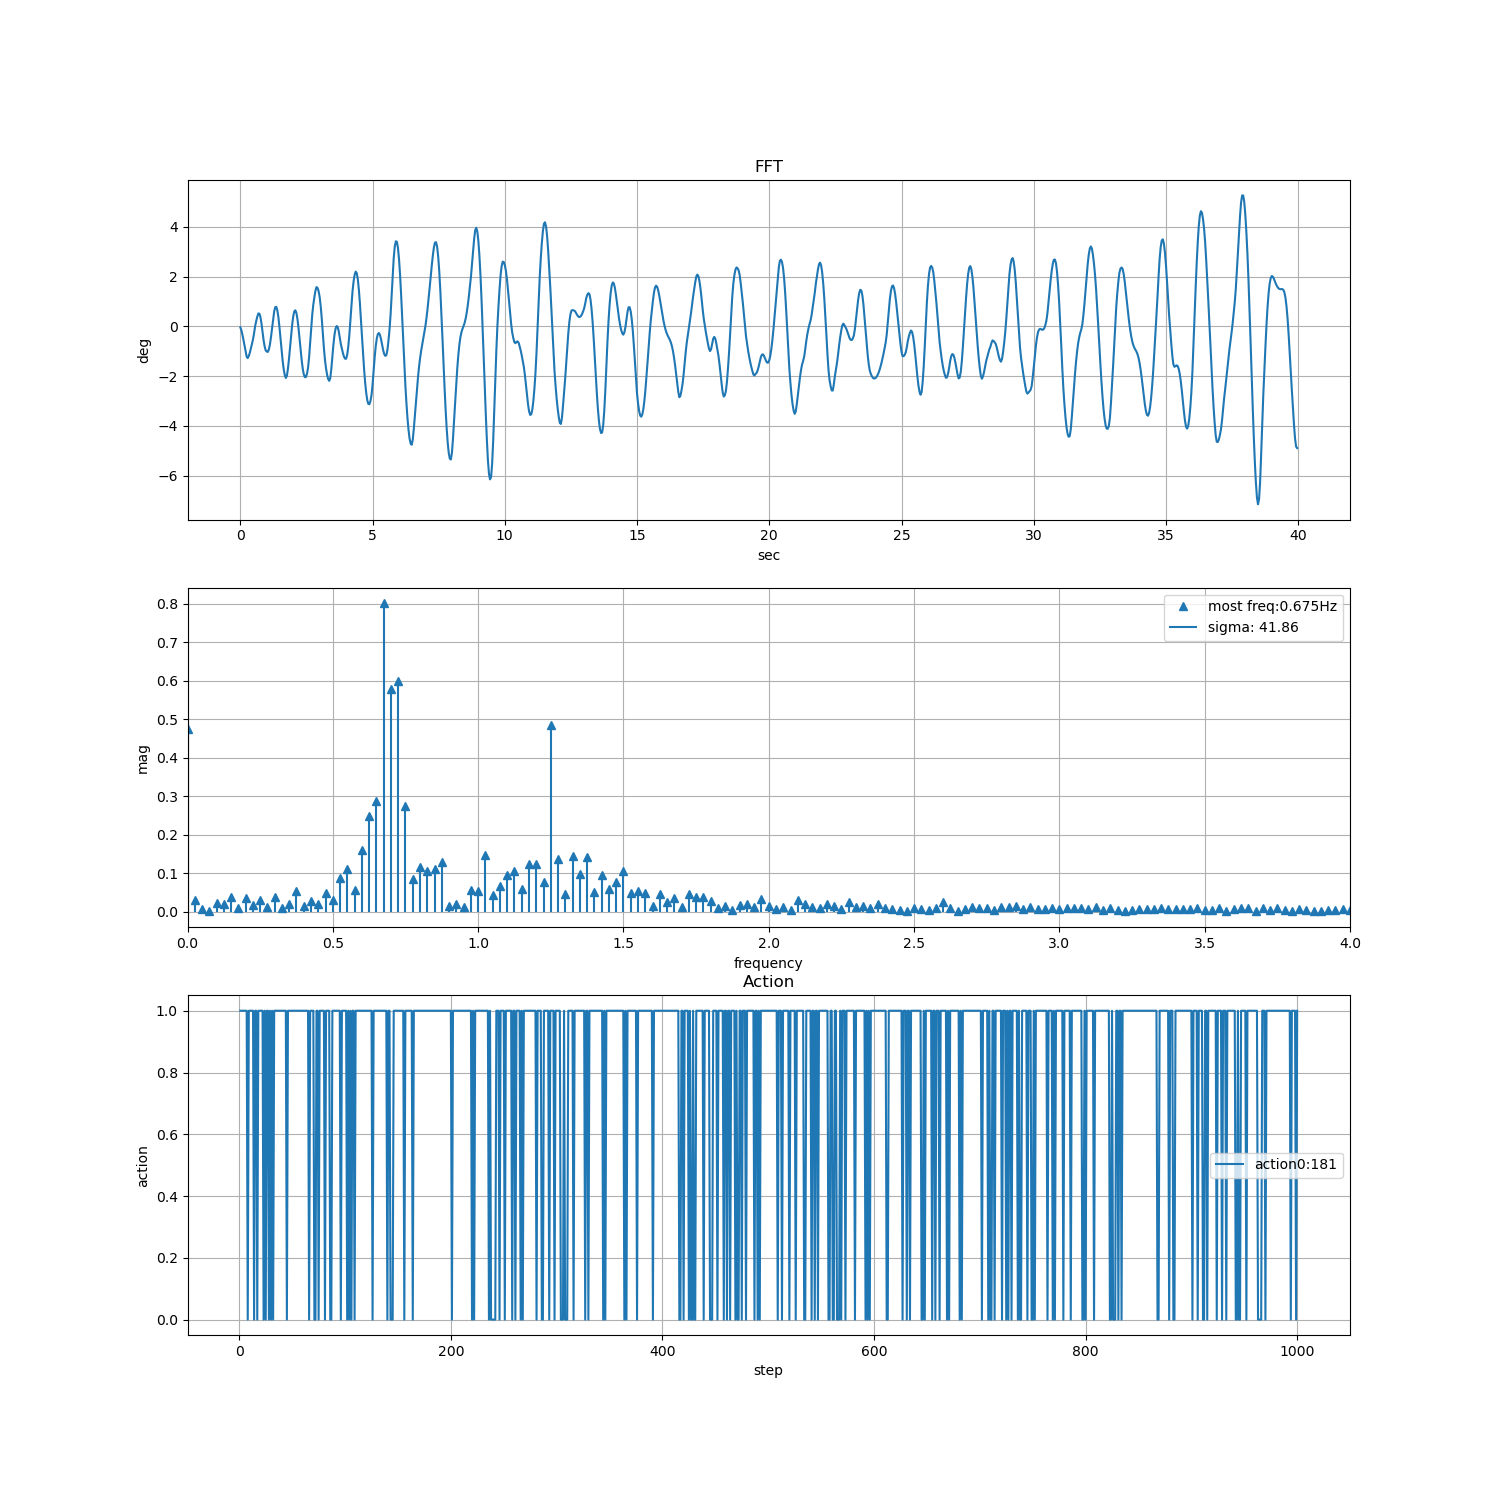 FFT
4
2
0
−2
−4
−6
deg
0 5 10 15 20 25 30 35 40
sec
0.8
0.7
0.6
0.5
0.4
0.3
0.2
0.1
0.0
mag
most freq:0.675Hz
sigma: 41.86
0.0 0.5 1.0 1.5 2.0 2.5 3.0 3.5 4.0
frequency
Action
1.0
0.8
0.6
0.4
0.2
0.0
action
action0:181
0 200 400 600 800 1000
step